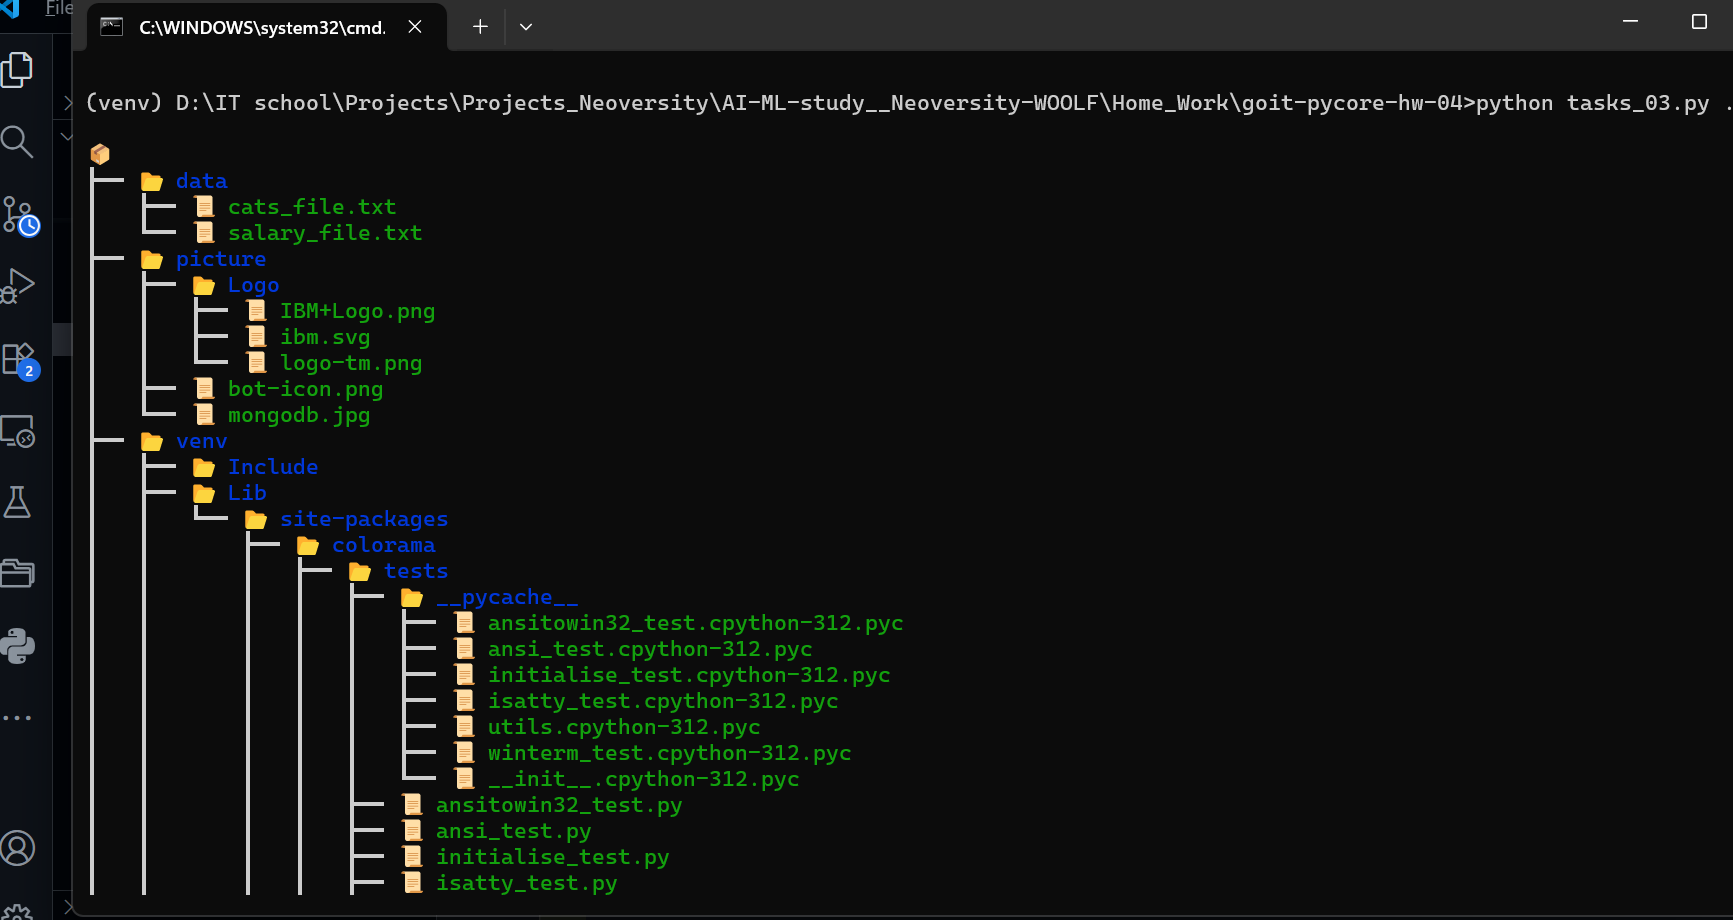 File
C:\WINDOWS\system32\cmd.
(venv) D:\IT school\Projects\Projects_Neoversity\AI-ML-study__Neoversity-WOOLF\Home_Work\goit-pycore-hw-04>python tasks_03.py .
data
cats_file.txt
salary_file.txt
picture
Logo
IBM+Logo.png
ibm.svg
logo-tm.png
bot-icon.png
mongodb.jpg
venv
Include
Lib
site-packages
colorama
tests
__pycache__
ansitowin32_test.cpython-312.pyc
ansi_test.cpython-312.pyc
initialise_test.cpython-312.pyc
isatty_test.cpython-312.pyc
utils.cpython-312.pyc
winterm_test.cpython-312.pyc
__init__.cpython-312.pyc
ansitowin32_test.py
ansi_test.py
initialise_test.py
isatty_test.py
2